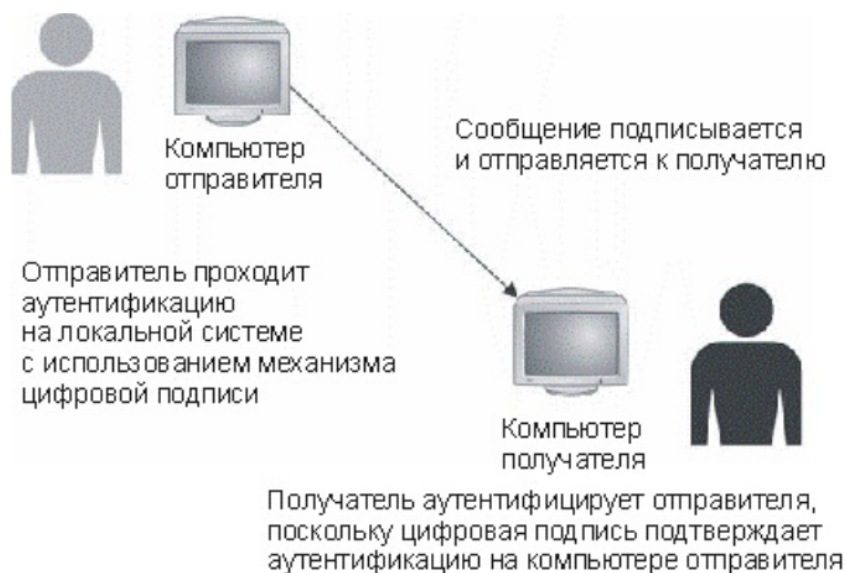 Компьютер
отправителя
Сообщение подписывается
и отправляется к получателю
Отправитель проходит
аутентификацию
на локальной системе
с использованием механизма
цифровой подписи
Компьютер
получателя
Получатель аутентифицирует отправителя,
поскольку цифровая подпись подтверждает
аутентификацию на компьютере отправителя